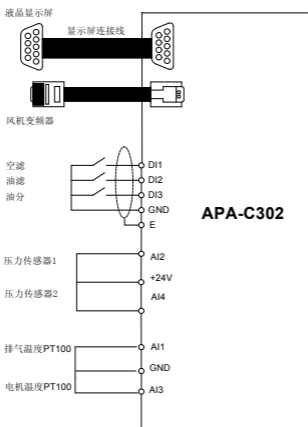 液晶显示屏
显示屏连接线
风机变频器
空滤
油滤
油分
DI1
DI2
DI3
GND
E
APA-C302
压力传感器1
压力传感器2
AI2
+24V
AI4
排气温度PT100
电机温度PT100
AI1
GND
AI3